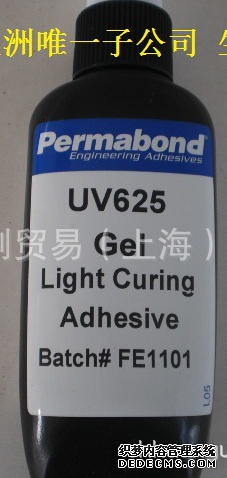 洲唯一子公司 生
Permabond
Engineering Adhesives
UV625
贸易（上海）
Gel
Light Curing
Adhesive
Batch# FE1101
L05
织梦内容管理系统
DEDECMS.COM